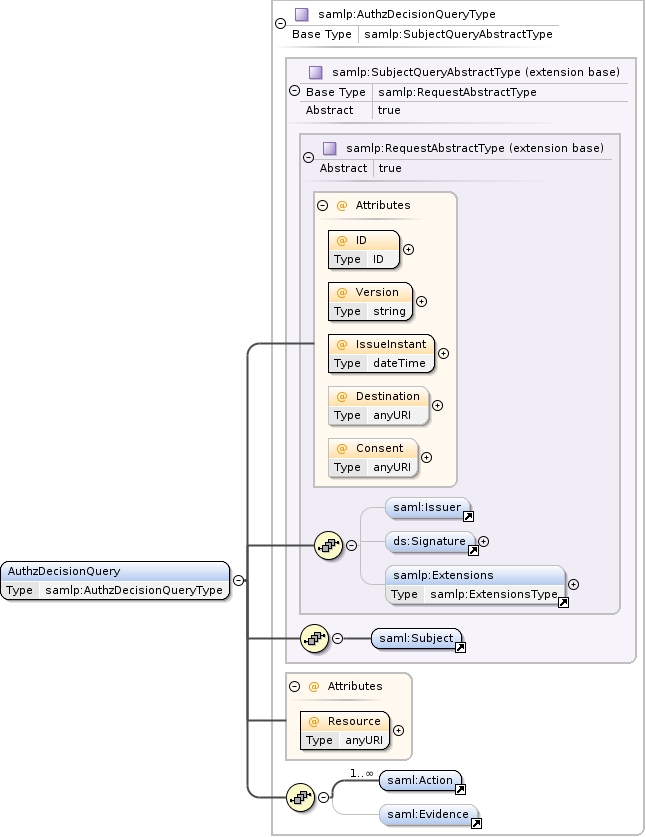 samlp:AuthzDecisionQueryType
Base Type samlp:SubjectQueryAbstractType
samlp:SubjectQueryAbstractType (extension base)
Base Type samlp:RequestAbstractType
Abstract true
samlp:RequestAbstractType (extension base)
Abstract true
@ Attributes
@ ID
Type ID
@ Version
Type string
@ IssueInstant
Type dateTime
@ Destination
Type anyURI
@ Consent
Type anyURI
saml:Issuer
ds:Signature
samlp:Extensions
Type samlp:ExtensionsType
AuthzDecisionQuery
Type samlp:AuthzDecisionQueryType
saml:Subject
@ Attributes
@ Resource
Type anyURI
1..∞
saml:Action
saml:Evidence